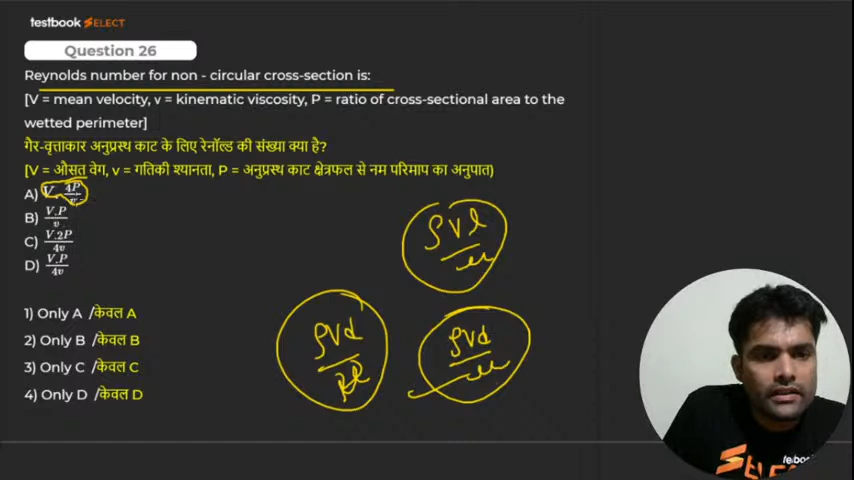 testbook SELECT
Question 26
Reynolds number for non - circular cross-section is:
[V = mean velocity, v = kinematic viscosity, P = ratio of cross-sectional area to the
wetted perimeter]
गैर-वृत्ताकार अनुप्रस्थ काट के लिए रेनॉल्ड की संख्या क्या है?
[V = औसत वेग, v = गतिकी श्यानता, P = अनुप्रस्थ काट क्षेत्रफल से नम परिमाप का अनुपात)
A) V. 4P/v
B) V.P/v
C) V.2P/4v
D) V.P/4v
ρVl/μ
ρVd
ρVd/μ
1) Only A /केवल A
2) Only B /केवल B
3) Only C /केवल C
4) Only D /केवल D
SEL